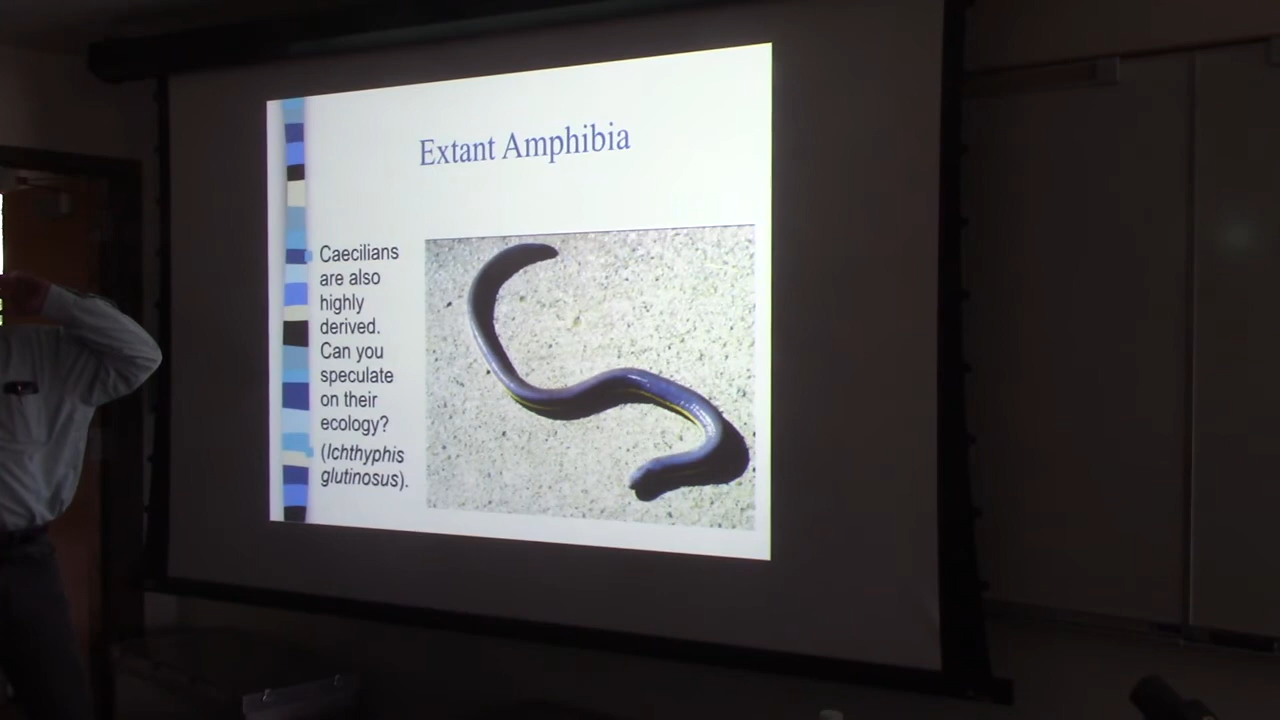 Extant Amphibia
Caecilians
are also
highly
derived.
Can you
speculate
on their
ecology?
(Ichthyphis
glutinosus).